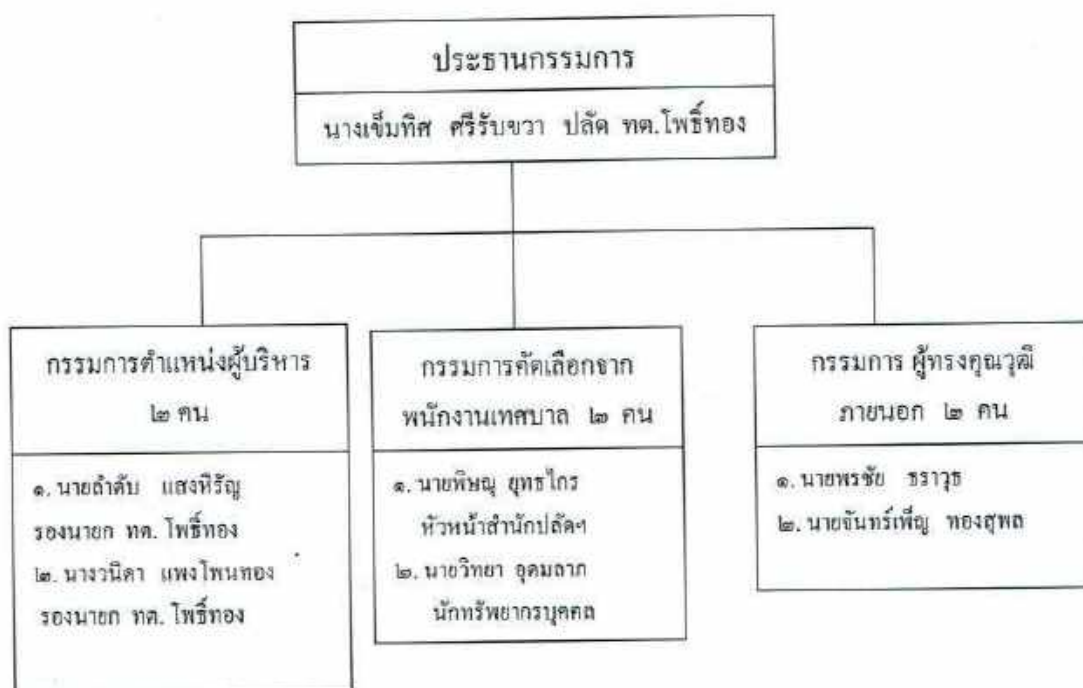 ประธานกรรมการ
นางเข็มทิศ ศรีรับขวา ปลัด ทต.โพธิ์ทอง
กรรมการตำแหน่งผู้บริหาร
๒ คน
๑. นายลำดับ แสงหิรัญ
รองนายก ทต. โพธิ์ทอง
๒. นางวนิดา แพงโพนทอง
รองนายก ทต. โพธิ์ทอง
กรรมการคัดเลือกจาก
พนักงานเทศบาล ๒ คน
๑. นายพิษณุ ยุทธไกร
หัวหน้าสำนักปลัดฯ
๒. นายวิทยา อุดมลาภ
นักทรัพยากรบุคคล
กรรมการ ผู้ทรงคุณวุฒิ
ภายนอก ๒ คน
๑. นายพรชัย ธราวุธ
๒. นายจันทร์เพ็ญ ทองสุพล